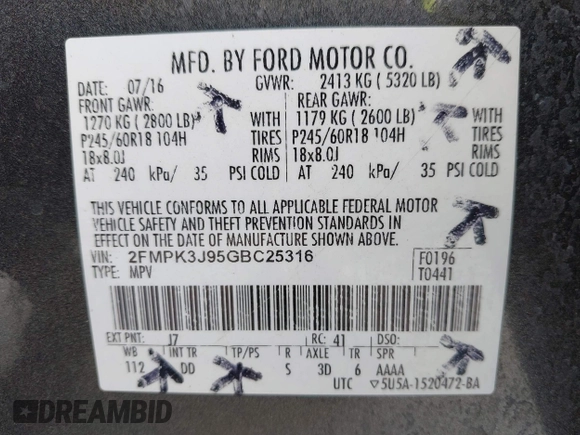 MFD. BY FORD MOTOR CO.
DATE: 07/16 GVWR: 2413 KG ( 5320 LB)
FRONT GAWR: REAR GAWR:
1270 KG ( 2800 LB) WITH 1179 KG ( 2600 LB) WITH
P245/60R18 104H TIRES P245/60R18 104H TIRES
18x8.0J RIMS 18x8.0J RIMS
AT 240 kPa/ 35 PSI COLD AT 240 kPa/ 35 PSI COLD
THIS VEHICLE CONFORMS TO ALL APPLICABLE FEDERAL MOTOR
VEHICLE SAFETY AND THEFT PREVENTION STANDARDS IN
EFFECT ON THE DATE OF MANUFACTURE SHOWN ABOVE.
VIN: 2FMPK3J95GBC25316 F0196
TYPE: MPV T0441
EXT PNT: J7 RC: 41 DSO:
WB INT TR TP/PS R AXLE TR SPR
112 DD S 3D 6 AAAA
UTC ▽5U5A-1520472-BA
DREAMBID